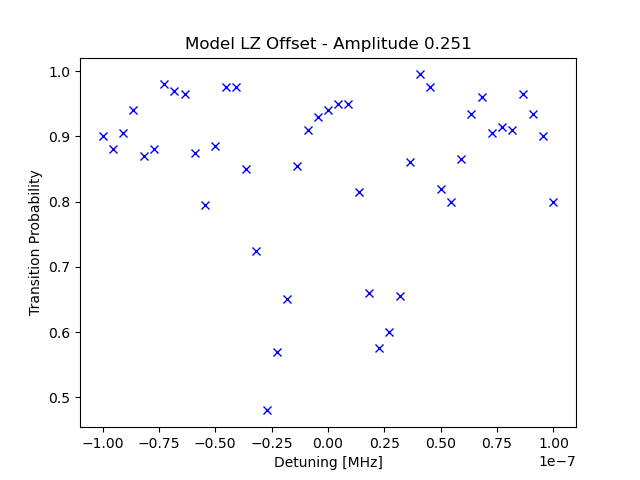 Model LZ Offset - Amplitude 0.251
Transition Probability
1.0
0.9
0.8
0.7
0.6
0.5
−1.00 −0.75 −0.50 −0.25 0.00 0.25 0.50 0.75 1.00
1e−7
Detuning [MHz]